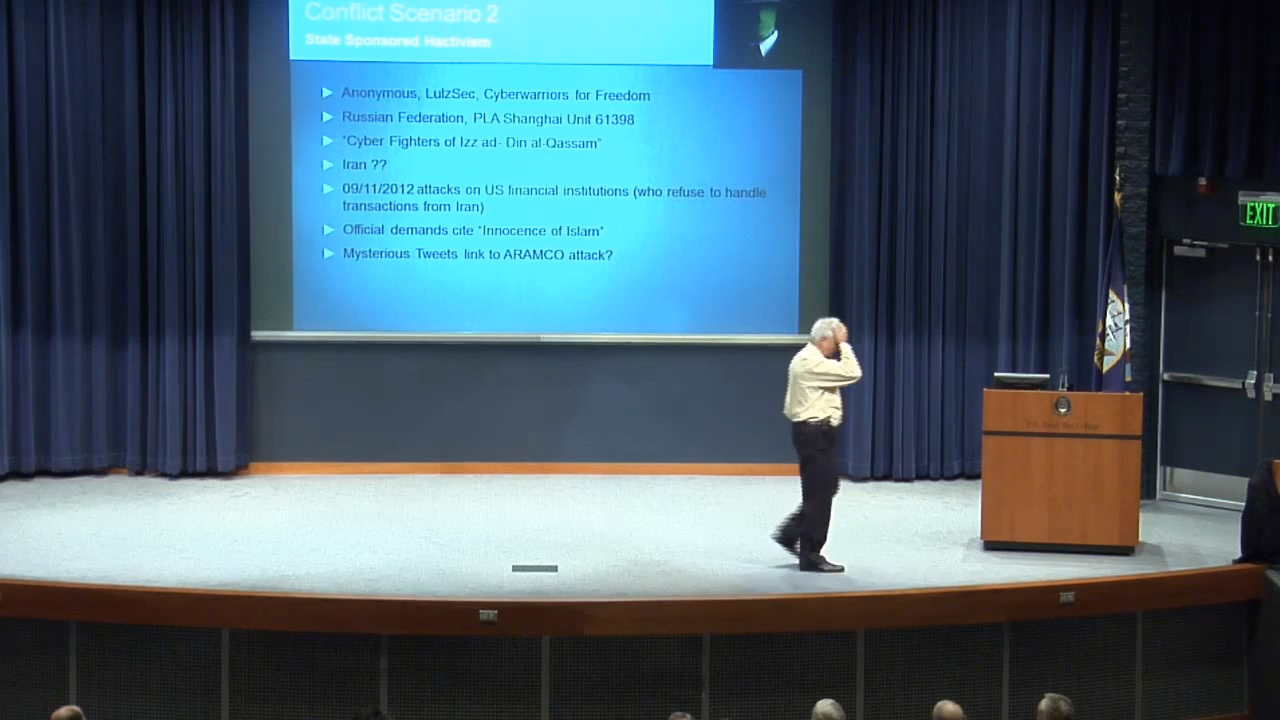 Conflict Scenario 2
State Sponsored Hactivism
Anonymous, LulzSec, Cyberwarriors for Freedom
Russian Federation, PLA Shanghai Unit 61398
"Cyber Fighters of Izz ad- Din al-Qassam"
Iran ??
09/11/2012 attacks on US financial institutions (who refuse to handle
transactions from Iran)
Official demands cite "Innocence of Islam"
Mysterious Tweets link to ARAMCO attack?
EXIT